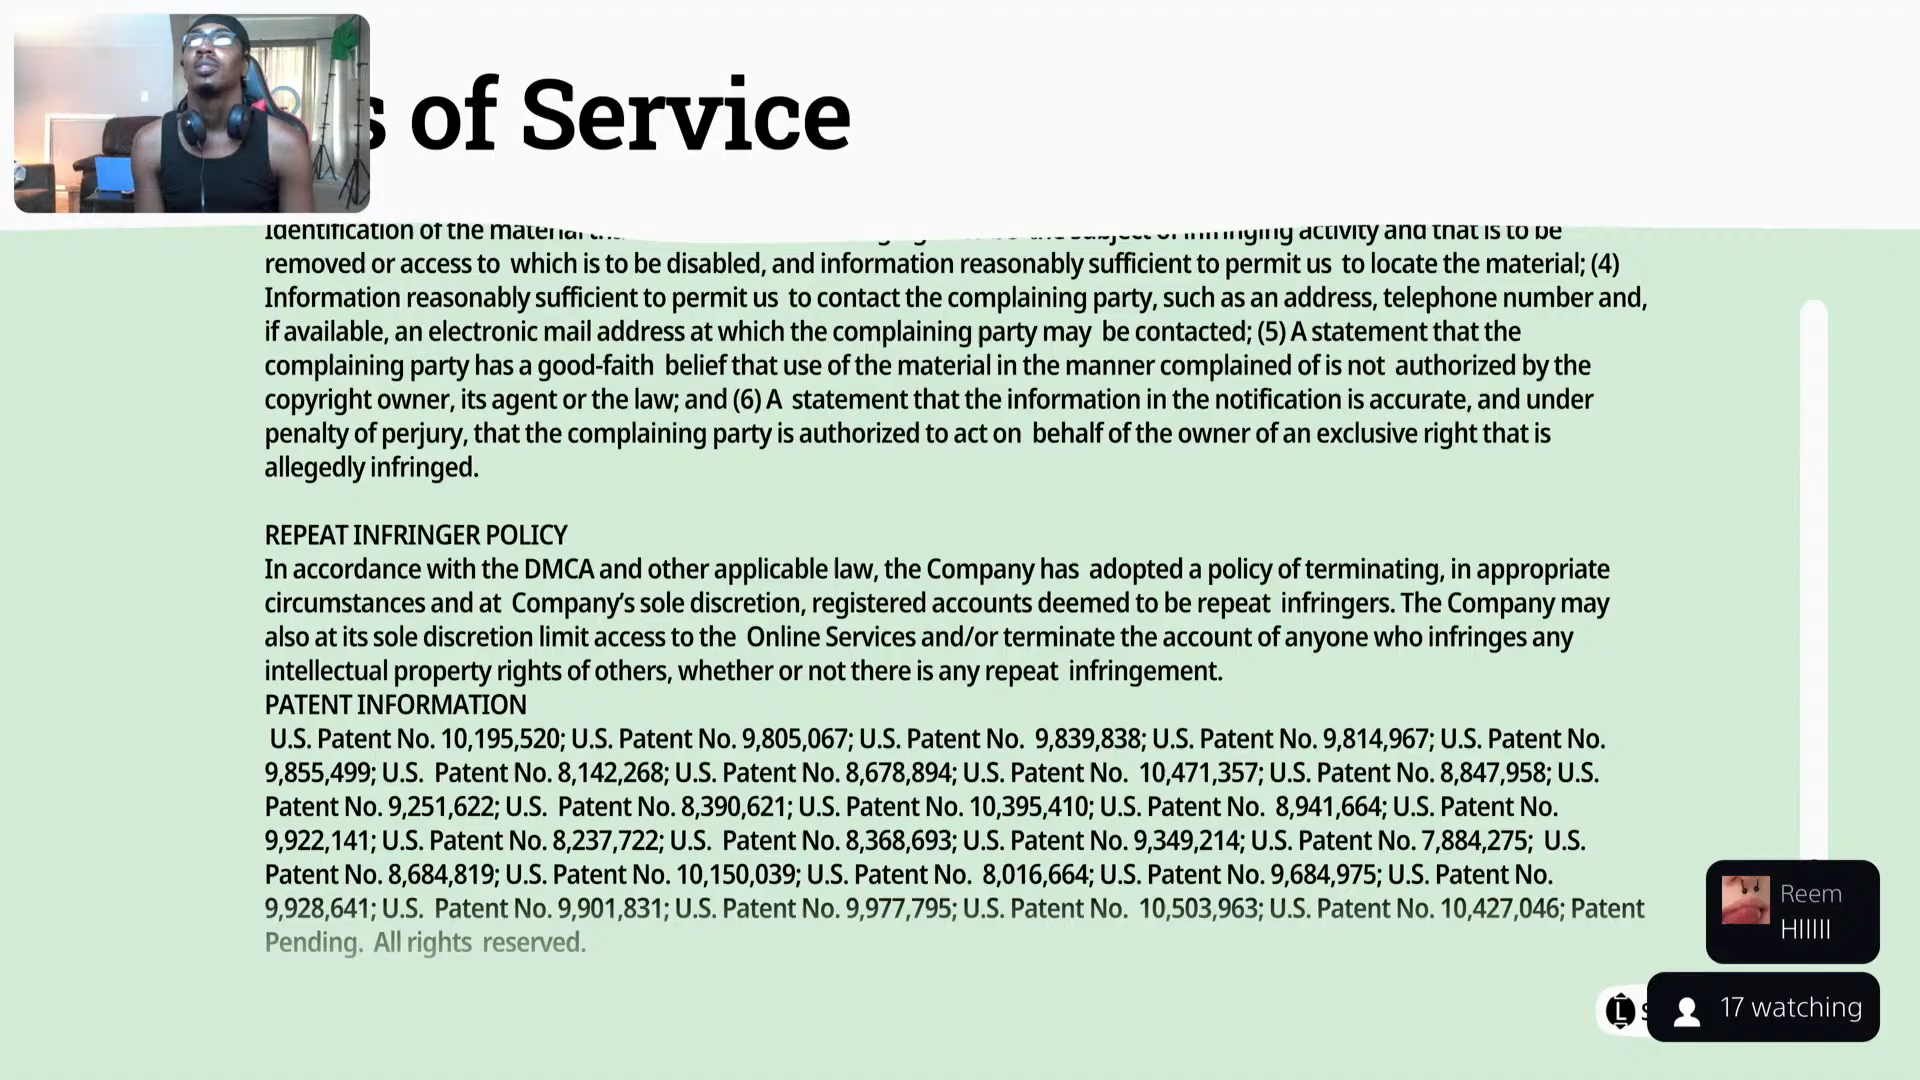 s of Service
Identification of the material infringing activity and that is to be
removed or access to which is to be disabled, and information reasonably sufficient to permit us to locate the material; (4)
Information reasonably sufficient to permit us to contact the complaining party, such as an address, telephone number and,
if available, an electronic mail address at which the complaining party may be contacted; (5) A statement that the
complaining party has a good-faith belief that use of the material in the manner complained of is not authorized by the
copyright owner, its agent or the law; and (6) A statement that the information in the notification is accurate, and under
penalty of perjury, that the complaining party is authorized to act on behalf of the owner of an exclusive right that is
allegedly infringed.
REPEAT INFRINGER POLICY
In accordance with the DMCA and other applicable law, the Company has adopted a policy of terminating, in appropriate
circumstances and at Company’s sole discretion, registered accounts deemed to be repeat infringers. The Company may
also at its sole discretion limit access to the Online Services and/or terminate the account of anyone who infringes any
intellectual property rights of others, whether or not there is any repeat infringement.
PATENT INFORMATION
U.S. Patent No. 10,195,520; U.S. Patent No. 9,805,067; U.S. Patent No. 9,839,838; U.S. Patent No. 9,814,967; U.S. Patent No.
9,855,499; U.S. Patent No. 8,142,268; U.S. Patent No. 8,678,894; U.S. Patent No. 10,471,357; U.S. Patent No. 8,847,958; U.S.
Patent No. 9,251,622; U.S. Patent No. 8,390,621; U.S. Patent No. 10,395,410; U.S. Patent No. 8,941,664; U.S. Patent No.
9,922,141; U.S. Patent No. 8,237,722; U.S. Patent No. 8,368,693; U.S. Patent No. 9,349,214; U.S. Patent No. 7,884,275; U.S.
Patent No. 8,684,819; U.S. Patent No. 10,150,039; U.S. Patent No. 8,016,664; U.S. Patent No. 9,684,975; U.S. Patent No.
9,928,641; U.S. Patent No. 9,901,831; U.S. Patent No. 9,977,795; U.S. Patent No. 10,503,963; U.S. Patent No. 10,427,046; Patent
Pending. All rights reserved.
Reem
HIIIII
L
17 watching